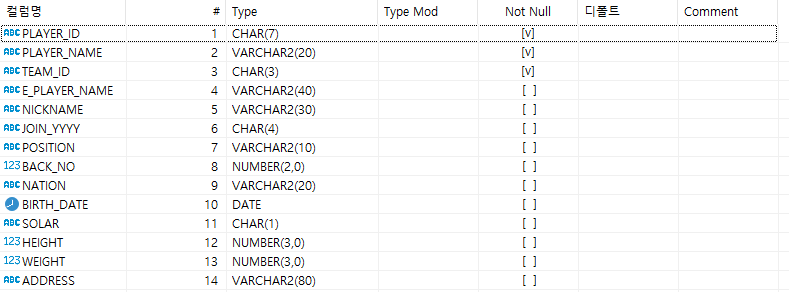 컬럼명 # Type Type Mod Not Null 디폴트 Comment
ABC PLAYER_ID 1 CHAR(7) [v]
ABC PLAYER_NAME 2 VARCHAR2(20) [v]
ABC TEAM_ID 3 CHAR(3) [v]
ABC E_PLAYER_NAME 4 VARCHAR2(40) [ ]
ABC NICKNAME 5 VARCHAR2(30) [ ]
ABC JOIN_YYYY 6 CHAR(4) [ ]
ABC POSITION 7 VARCHAR2(10) [ ]
123 BACK_NO 8 NUMBER(2,0) [ ]
ABC NATION 9 VARCHAR2(20) [ ]
BIRTH_DATE 10 DATE [ ]
ABC SOLAR 11 CHAR(1) [ ]
123 HEIGHT 12 NUMBER(3,0) [ ]
123 WEIGHT 13 NUMBER(3,0) [ ]
ABC ADDRESS 14 VARCHAR2(80) [ ]